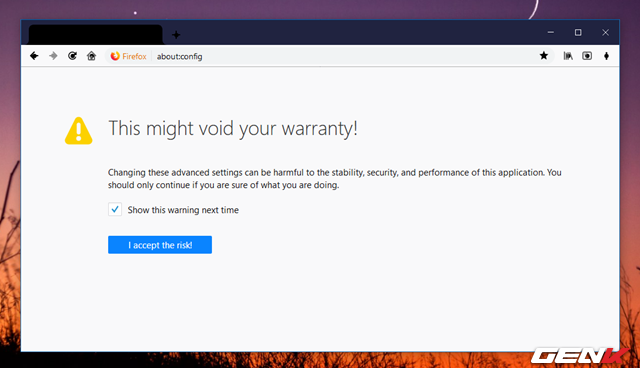 Firefox about:config
This might void your warranty!
Changing these advanced settings can be harmful to the stability, security, and performance of this application. You
should only continue if you are sure of what you are doing.
Show this warning next time
I accept the risk!
GENK